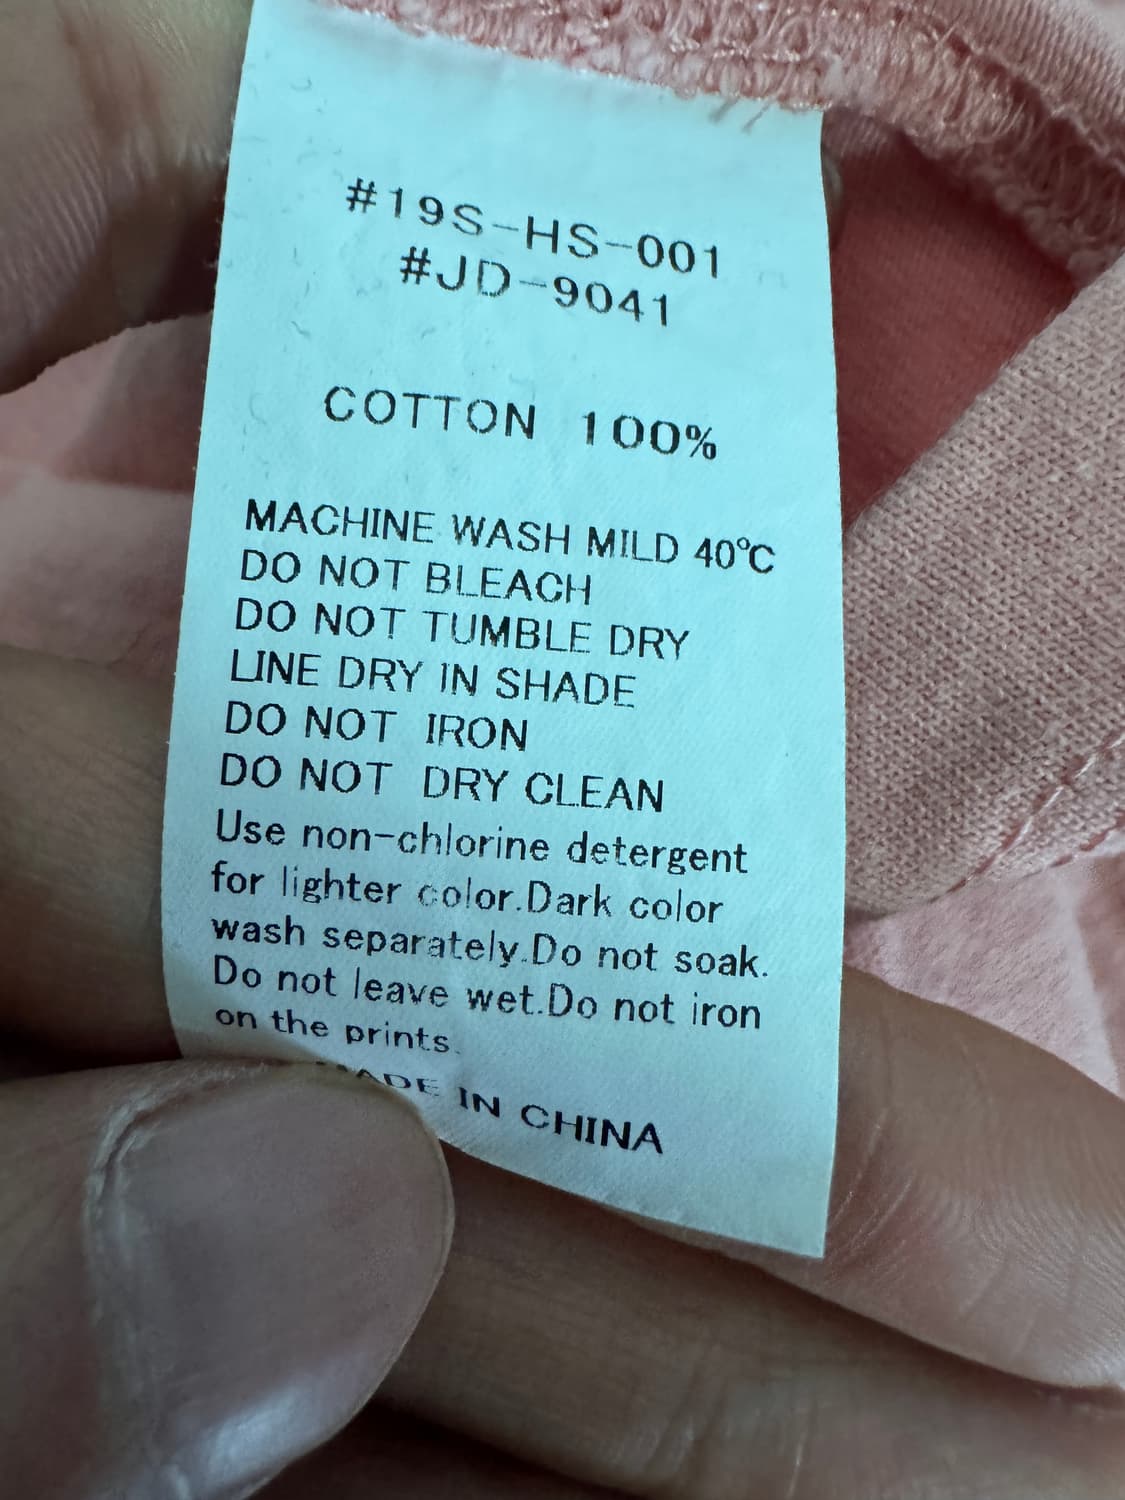 #19S-HS-001
#JD-9041
COTTON 100%
MACHINE WASH MILD 40℃
DO NOT BLEACH
DO NOT TUMBLE DRY
LINE DRY IN SHADE
DO NOT IRON
DO NOT DRY CLEAN
Use non-chlorine detergent
for lighter color.Dark color
wash separately.Do not soak.
Do not leave wet.Do not iron
on the prints.
MADE IN CHINA